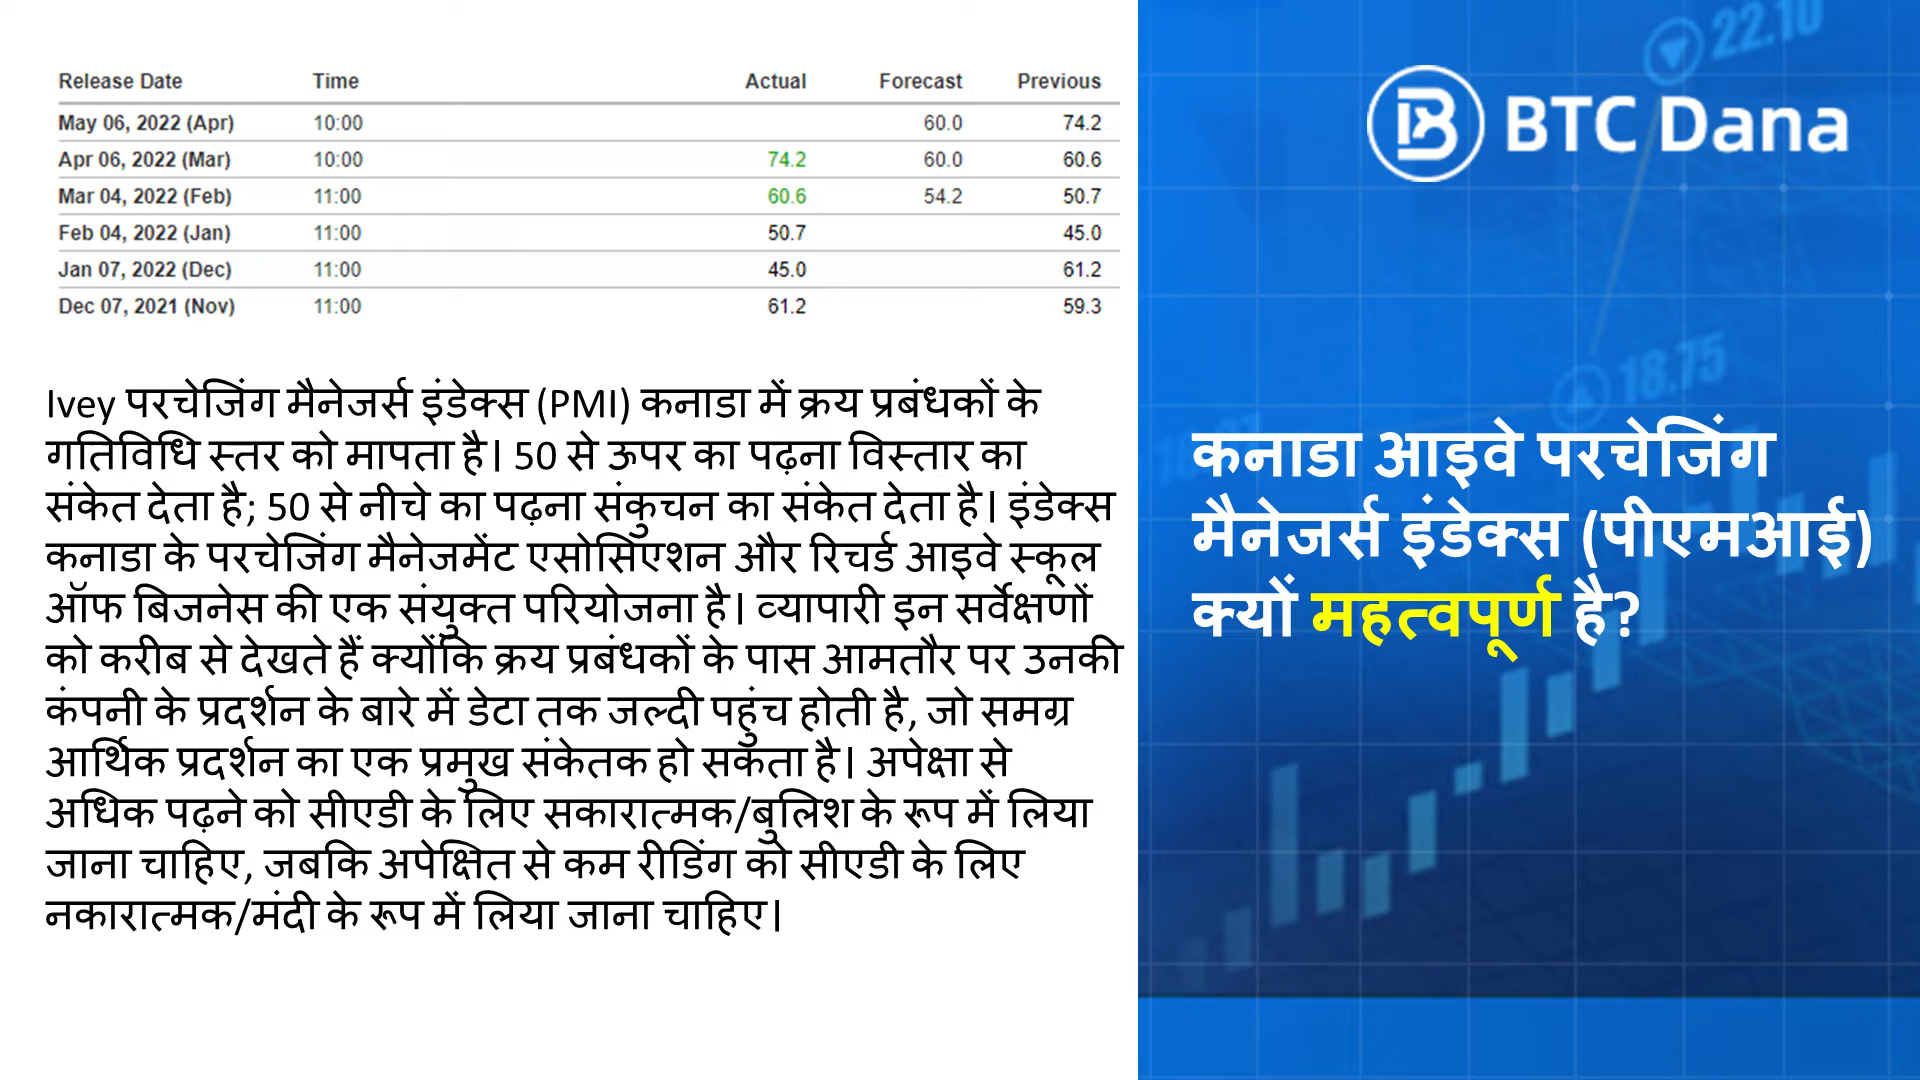 Release Date Time Actual Forecast Previous
May 06, 2022 (Apr) 10:00 60.0 74.2
Apr 06, 2022 (Mar) 10:00 74.2 60.0 60.6
Mar 04, 2022 (Feb) 11:00 60.6 54.2 50.7
Feb 04, 2022 (Jan) 11:00 50.7 45.0
Jan 07, 2022 (Dec) 11:00 45.0 61.2
Dec 07, 2021 (Nov) 11:00 61.2 59.3
Ivey परचेजिंग मैनेजर्स इंडेक्स (PMI) कनाडा में क्रय प्रबंधकों के
गतिविधि स्तर को मापता है। 50 से ऊपर का पढ़ना विस्तार का
संकेत देता है; 50 से नीचे का पढ़ना संकुचन का संकेत देता है। इंडेक्स
कनाडा के परचेजिंग मैनेजमेंट एसोसिएशन और रिचर्ड आइवे स्कूल
ऑफ बिजनेस की एक संयुक्त परियोजना है। व्यापारी इन सर्वेक्षणों
को करीब से देखते हैं क्योंकि क्रय प्रबंधकों के पास आमतौर पर उनकी
कंपनी के प्रदर्शन के बारे में डेटा तक जल्दी पहुंच होती है, जो समग्र
आर्थिक प्रदर्शन का एक प्रमुख संकेतक हो सकता है। अपेक्षा से
अधिक पढ़ने को सीएडी के लिए सकारात्मक/बुलिश के रूप में लिया
जाना चाहिए, जबकि अपेक्षित से कम रीडिंग को सीएडी के लिए
नकारात्मक/मंदी के रूप में लिया जाना चाहिए।
22.10
BTC Dana
18.75
कनाडा आइवे परचेजिंग
मैनेजर्स इंडेक्स (पीएमआई)
क्यों महत्वपूर्ण है?